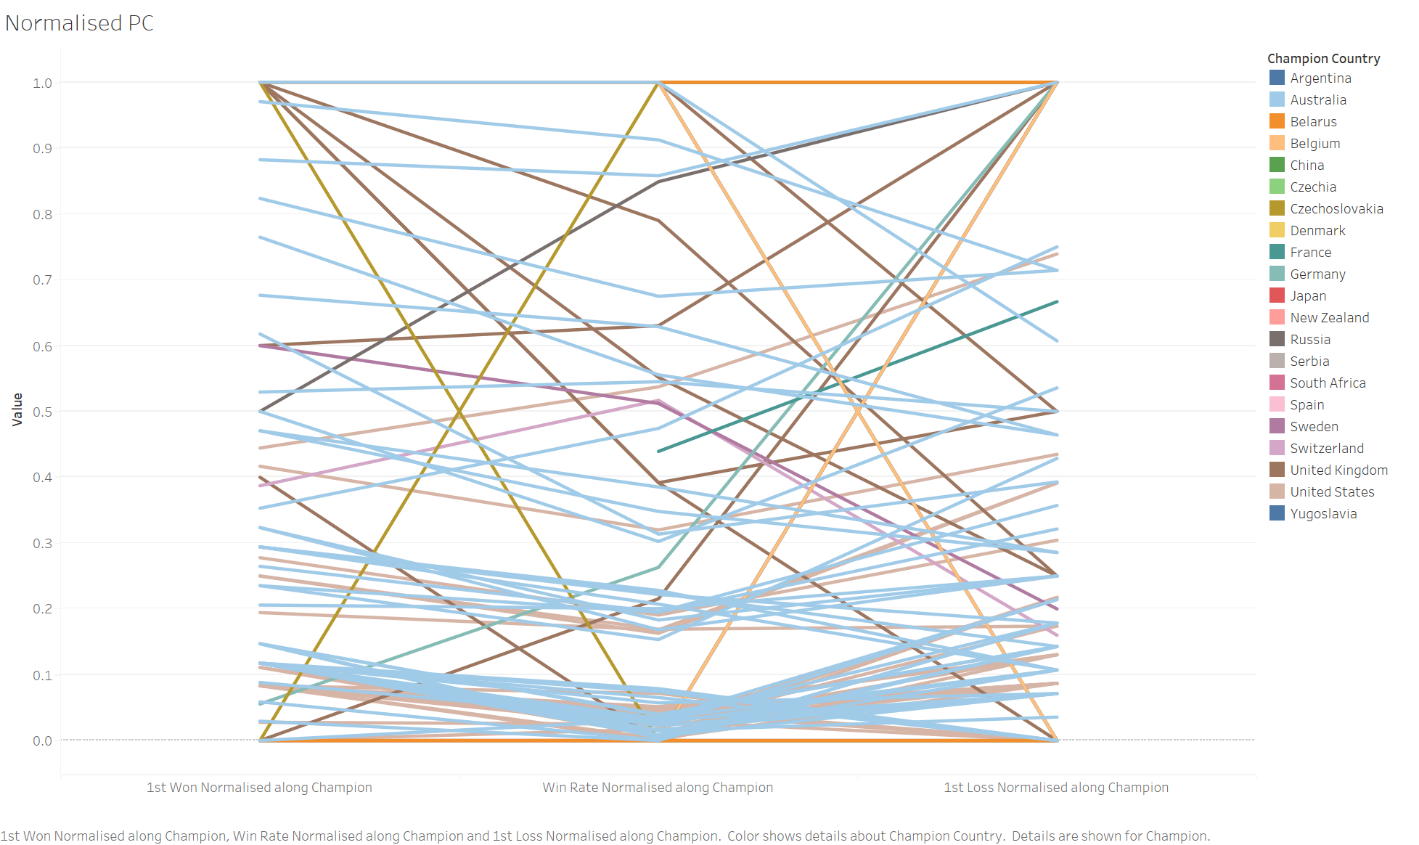 Normalised PC
Champion Country
Argentina
Australia
Belarus
Belgium
China
Czechia
Czechoslovakia
Denmark
France
Germany
Japan
New Zealand
Russia
Serbia
South Africa
Spain
Sweden
Switzerland
United Kingdom
United States
Yugoslavia
Value
1.0
0.9
0.8
0.7
0.6
0.5
0.4
0.3
0.2
0.1
0.0
1st Won Normalised along Champion
Win Rate Normalised along Champion
1st Loss Normalised along Champion
1st Won Normalised along Champion, Win Rate Normalised along Champion and 1st Loss Normalised along Champion.  Color shows details about Champion Country.  Details are shown for Champion.